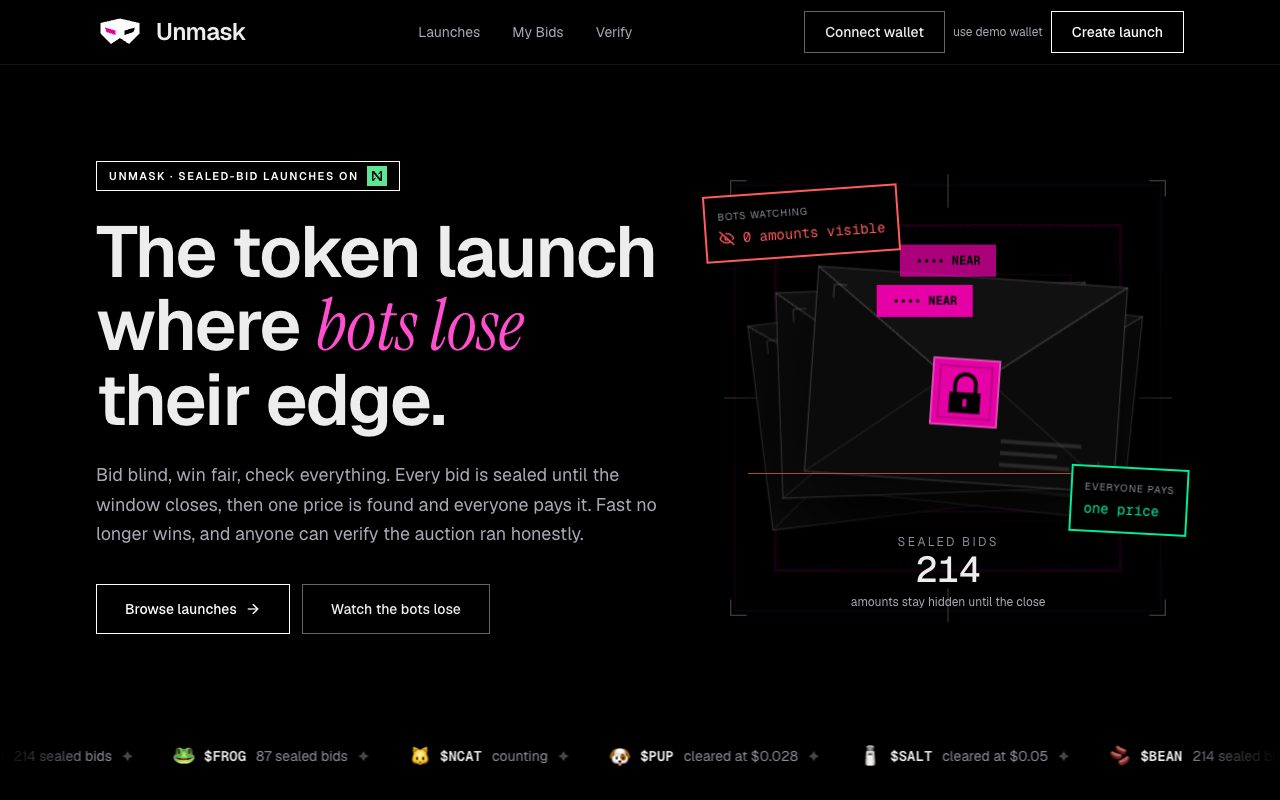 Unmask
Launches
My Bids
Verify
Connect wallet
use demo wallet
Create launch
UNMASK · SEALED-BID LAUNCHES ON N
The token launch
where bots lose
their edge.
Bid blind, win fair, check everything. Every bid is sealed until the
window closes, then one price is found and everyone pays it. Fast no
longer wins, and anyone can verify the auction ran honestly.
Browse launches →
Watch the bots lose
BOTS WATCHING
0 amounts visible
•••• NEAR
•••• NEAR
EVERYONE PAYS
one price
SEALED BIDS
214
amounts stay hidden until the close
214 sealed bids ✦ $FROG 87 sealed bids ✦ $NCAT counting ✦ $PUP cleared at $0.028 ✦ $SALT cleared at $0.05 ✦ $BEAN 214 sealed b